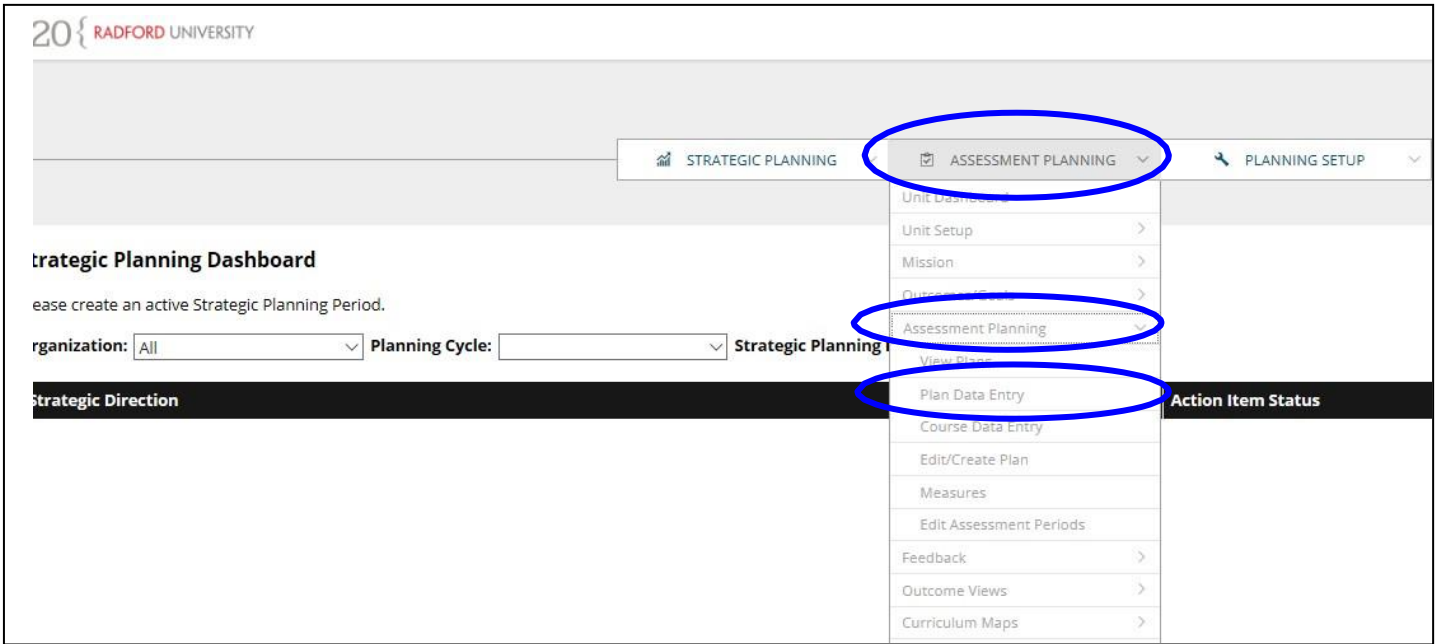 20{ RADFORD UNIVERSITY
STRATEGIC PLANNING ASSESSMENT PLANNING PLANNING SETUP
Unit Dashboard
Unit Setup
trategic Planning Dashboard
Mission
ease create an active Strategic Planning Period.
Outcomes/Goals
Assessment Planning
rganization: All Planning Cycle: Strategic Planning
View Plans
Strategic Direction Plan Data Entry Action Item Status
Course Data Entry
Edit/Create Plan
Measures
Edit Assessment Periods
Feedback
Outcome Views
Curriculum Maps